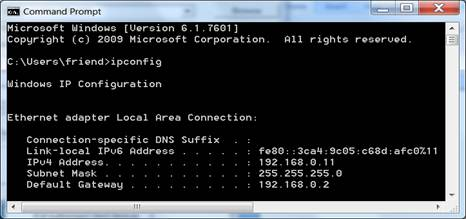 Command Prompt
Microsoft Windows [Version 6.1.7601]
Copyright (c) 2009 Microsoft Corporation.  All rights reserved.
C:\Users\friend>ipconfig
Windows IP Configuration
Ethernet adapter Local Area Connection:
   Connection-specific DNS Suffix  . :
   Link-local IPv6 Address . . . . . : fe80::3ca4:9c05:c68d:afc0%11
   IPv4 Address. . . . . . . . . . . : 192.168.0.11
   Subnet Mask . . . . . . . . . . . : 255.255.255.0
   Default Gateway . . . . . . . . . : 192.168.0.2